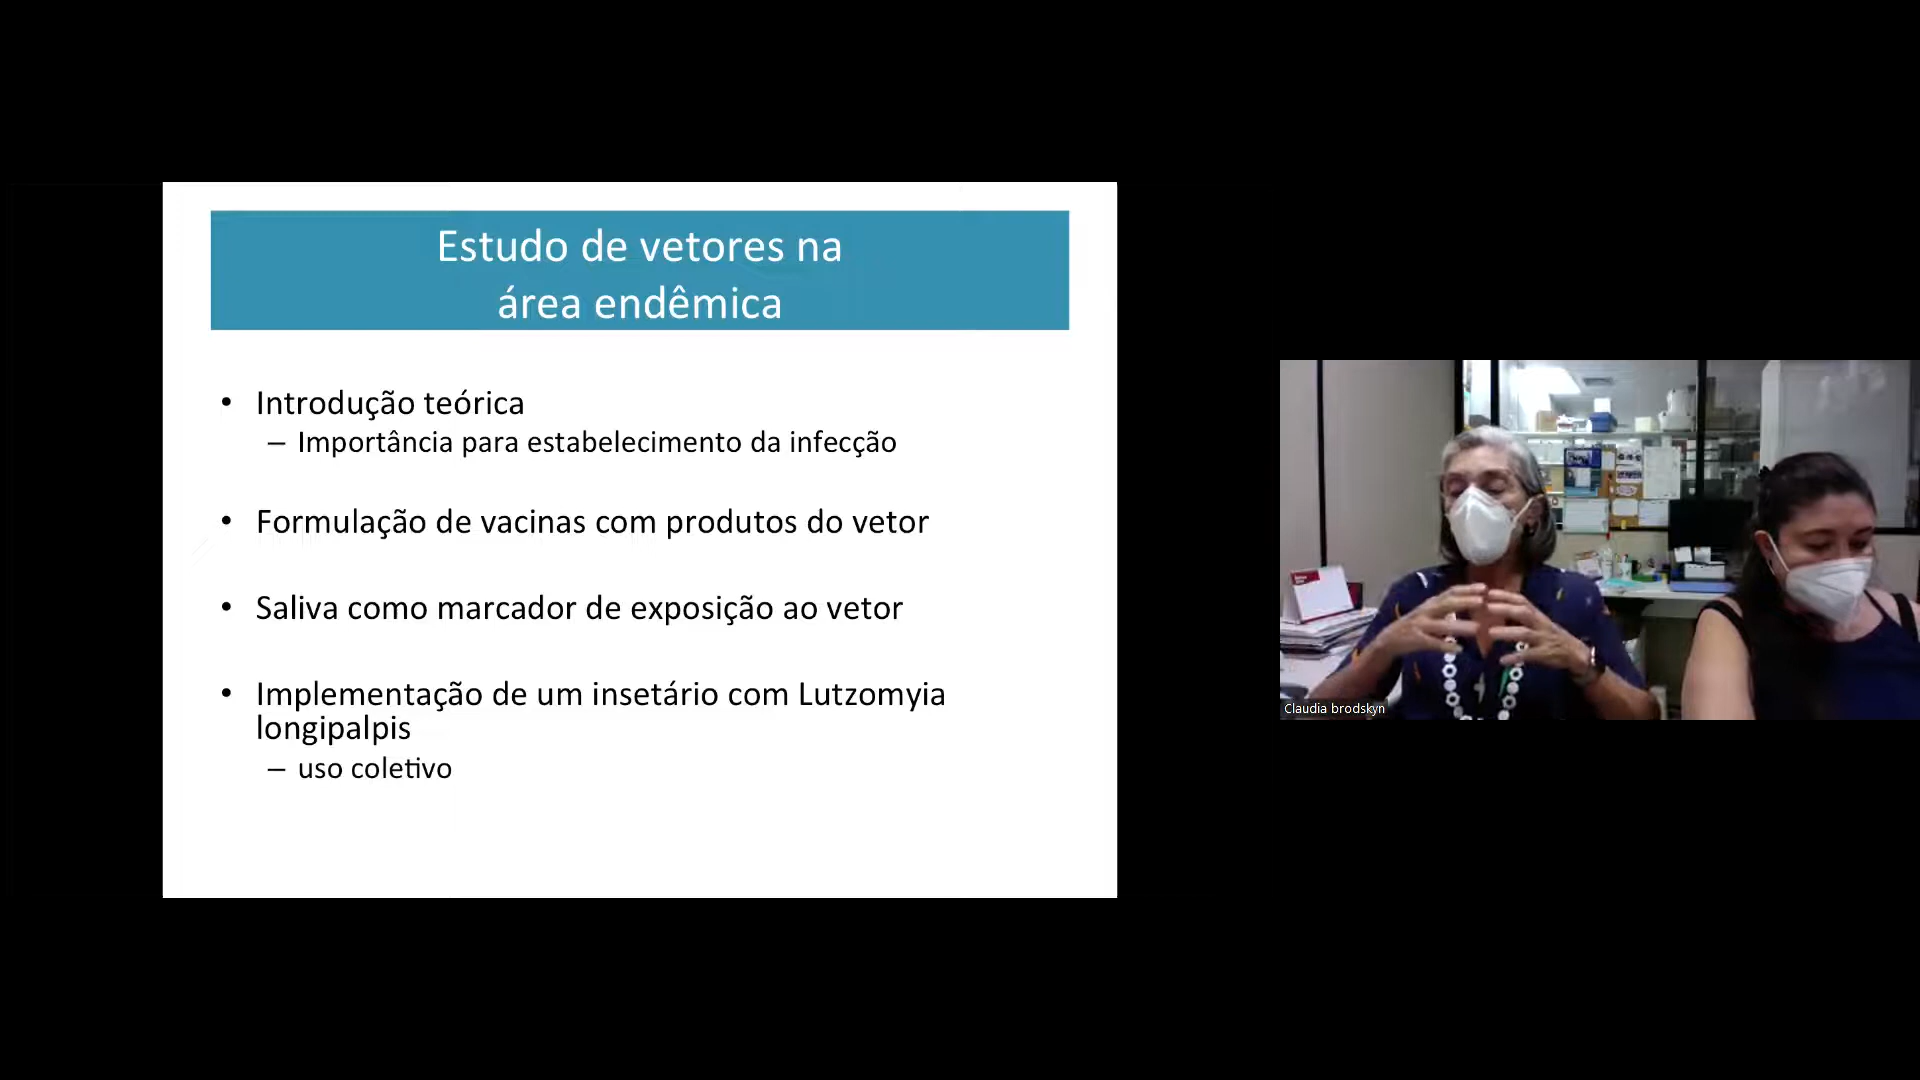 Estudo de vetores na
área endêmica
• Introdução teórica
– Importância para estabelecimento da infecção
• Formulação de vacinas com produtos do vetor
• Saliva como marcador de exposição ao vetor
• Implementação de um insetário com Lutzomyia
longipalpis
– uso coletivo
Claudia brodskyn